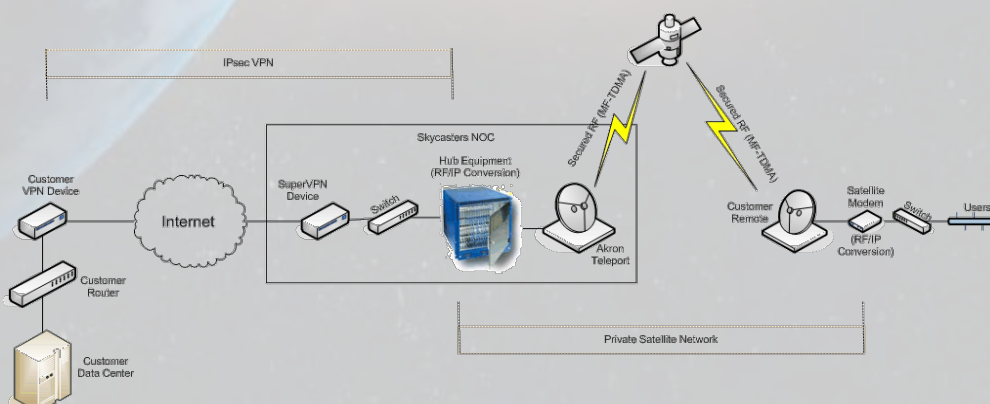 IPsec VPN
Skycasters NOC
Secured RF (MF-TDMA)
Secured RF (MF-TDMA)
Customer
VPN Device
Internet
SuperVPN
Device
Switch
Hub Equipment
(RF/IP Conversion)
Akron
Teleport
Customer
Remote
Satellite
Modem
(RF/IP
Conversion)
Switch
Users
Customer
Router
Private Satellite Network
Customer
Data Center